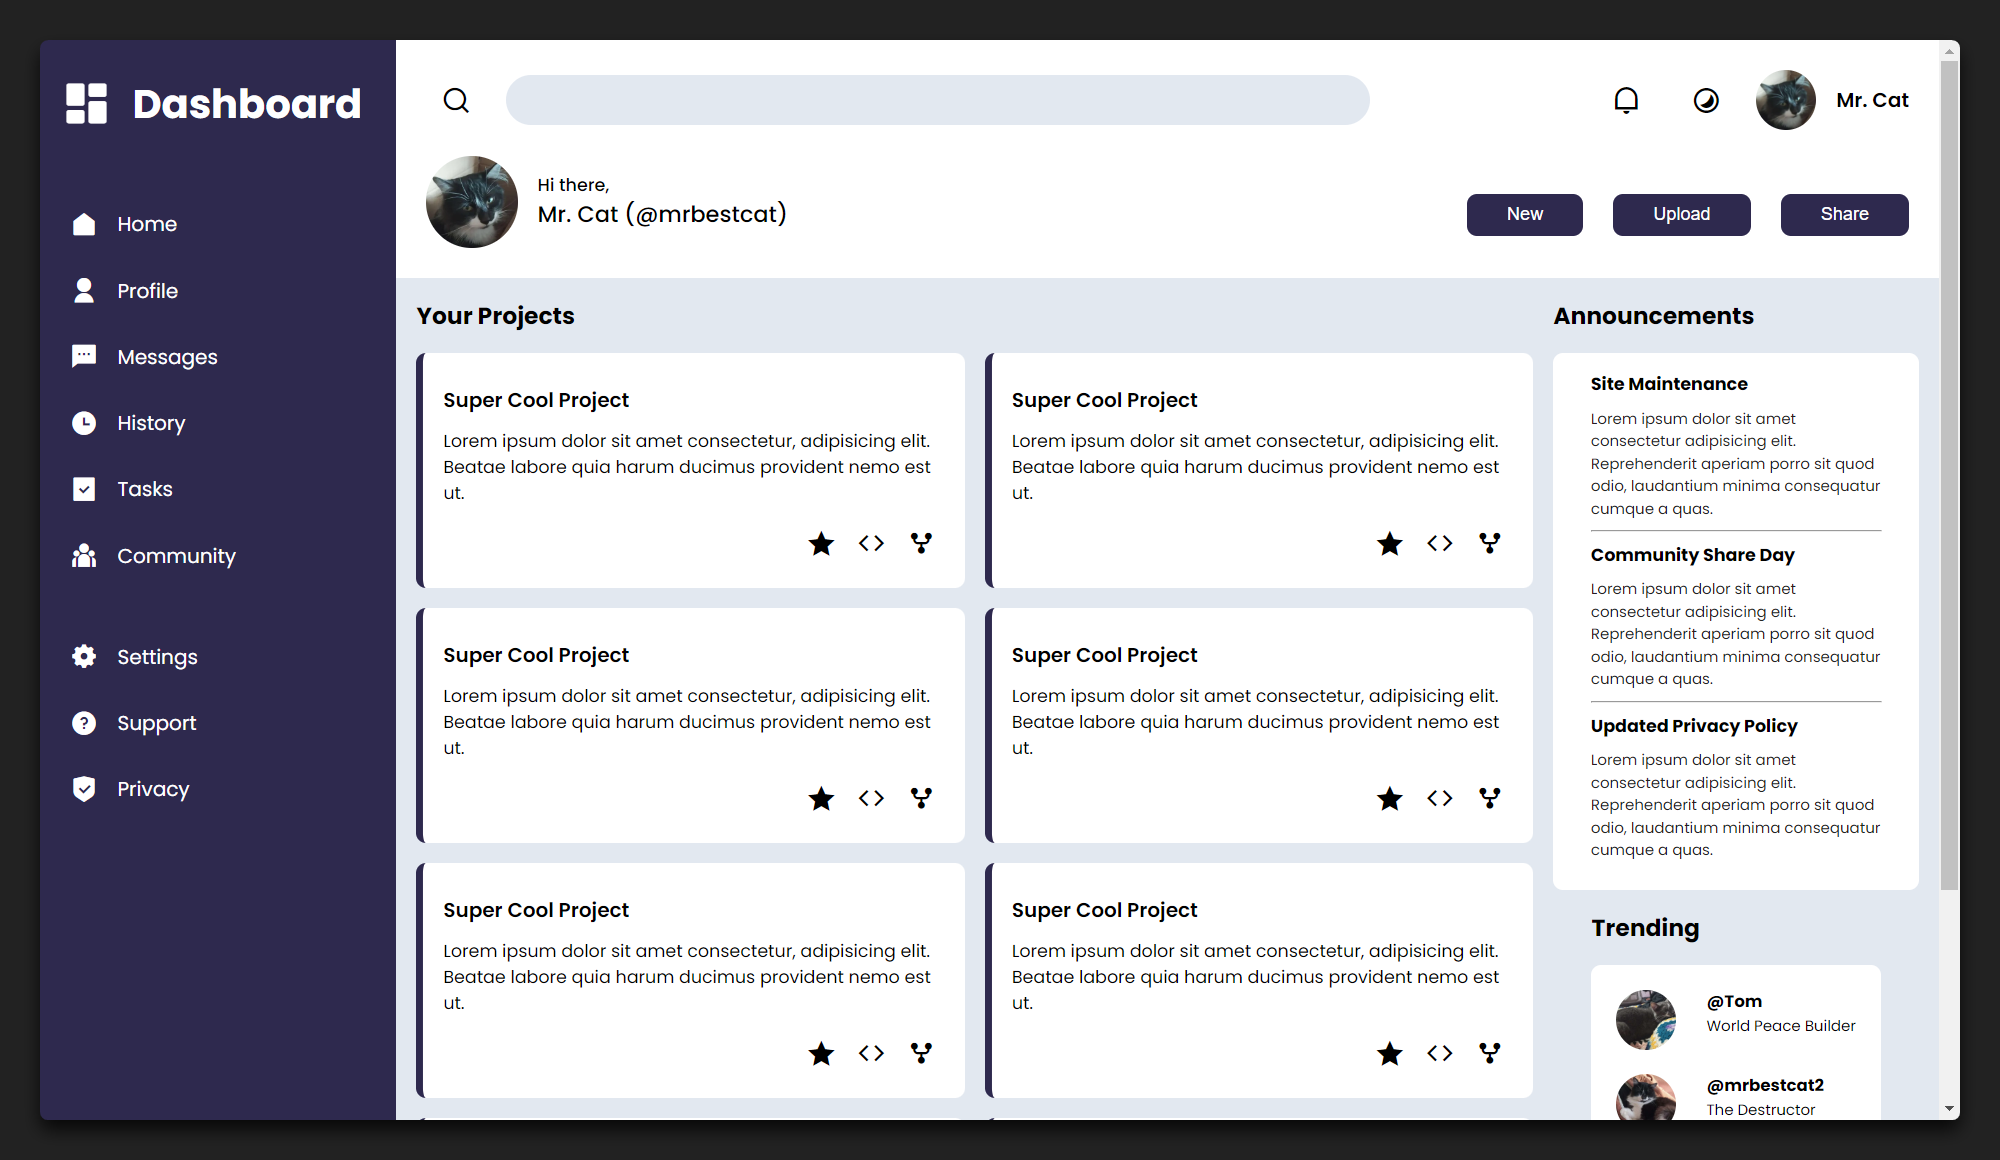 Dashboard
Home
Profile
Messages
History
Tasks
Community
Settings
Support
Privacy
Mr. Cat
Hi there,
Mr. Cat (@mrbestcat)
New
Upload
Share
Your Projects
Super Cool Project
Lorem ipsum dolor sit amet consectetur, adipisicing elit.
Beatae labore quia harum ducimus provident nemo est
ut.
Super Cool Project
Lorem ipsum dolor sit amet consectetur, adipisicing elit.
Beatae labore quia harum ducimus provident nemo est
ut.
Super Cool Project
Lorem ipsum dolor sit amet consectetur, adipisicing elit.
Beatae labore quia harum ducimus provident nemo est
ut.
Super Cool Project
Lorem ipsum dolor sit amet consectetur, adipisicing elit.
Beatae labore quia harum ducimus provident nemo est
ut.
Super Cool Project
Lorem ipsum dolor sit amet consectetur, adipisicing elit.
Beatae labore quia harum ducimus provident nemo est
ut.
Super Cool Project
Lorem ipsum dolor sit amet consectetur, adipisicing elit.
Beatae labore quia harum ducimus provident nemo est
ut.
Announcements
Site Maintenance
Lorem ipsum dolor sit amet
consectetur adipisicing elit.
Reprehenderit aperiam porro sit quod
odio, laudantium minima consequatur
cumque a quas.
Community Share Day
Lorem ipsum dolor sit amet
consectetur adipisicing elit.
Reprehenderit aperiam porro sit quod
odio, laudantium minima consequatur
cumque a quas.
Updated Privacy Policy
Lorem ipsum dolor sit amet
consectetur adipisicing elit.
Reprehenderit aperiam porro sit quod
odio, laudantium minima consequatur
cumque a quas.
Trending
@Tom
World Peace Builder
@mrbestcat2
The Destructor